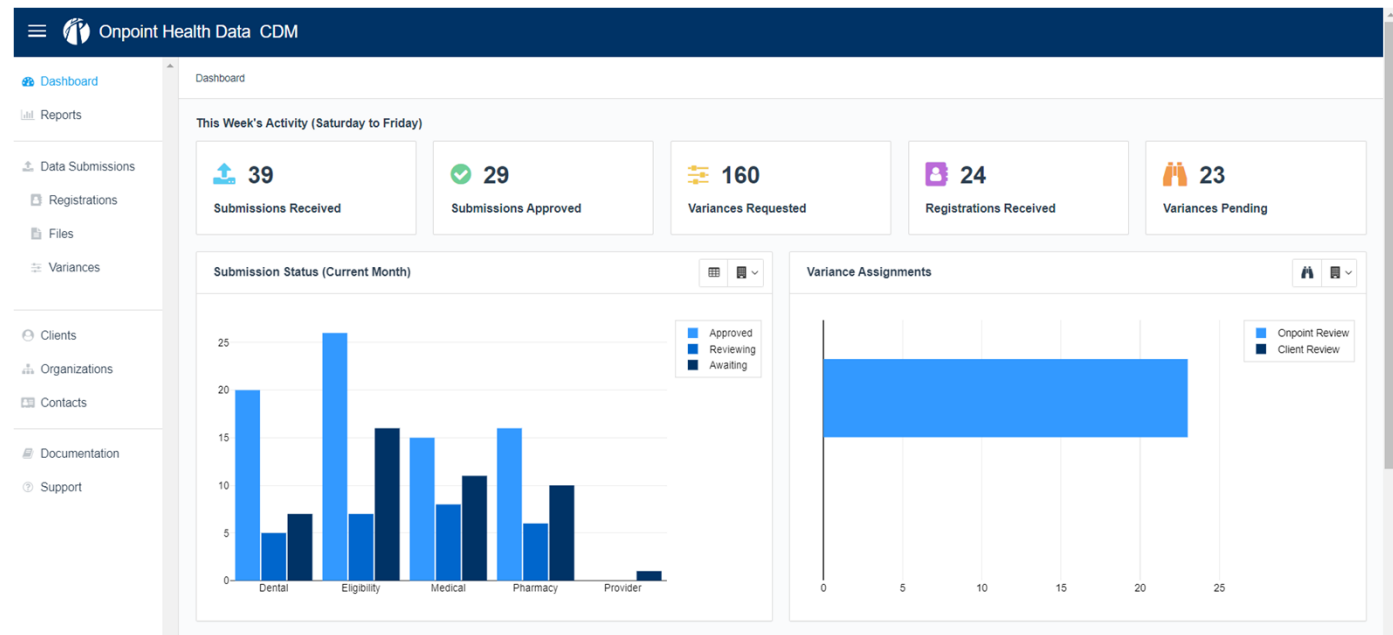 Onpoint Health Data CDM
Dashboard
Reports
Data Submissions
Registrations
Files
Variances
Clients
Organizations
Contacts
Documentation
Support
Dashboard
This Week's Activity (Saturday to Friday)
39
Submissions Received
29
Submissions Approved
160
Variances Requested
24
Registrations Received
23
Variances Pending
Submission Status (Current Month)
25
20
15
10
5
0
Dental Eligibility Medical Pharmacy Provider
Approved
Reviewing
Awaiting
Variance Assignments
Onpoint Review
Client Review
0 5 10 15 20 25